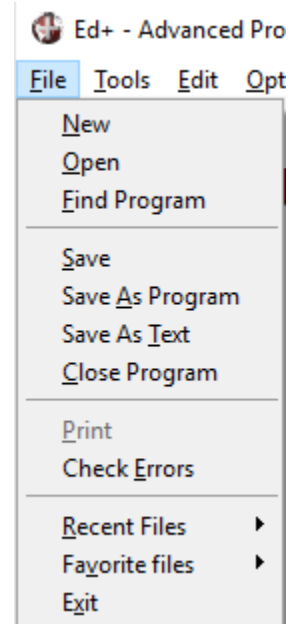 Ed+ - Advanced Pro
File Tools Edit Opt
New
Open
Find Program
Save
Save As Program
Save As Text
Close Program
Print
Check Errors
Recent Files
Favorite files
Exit